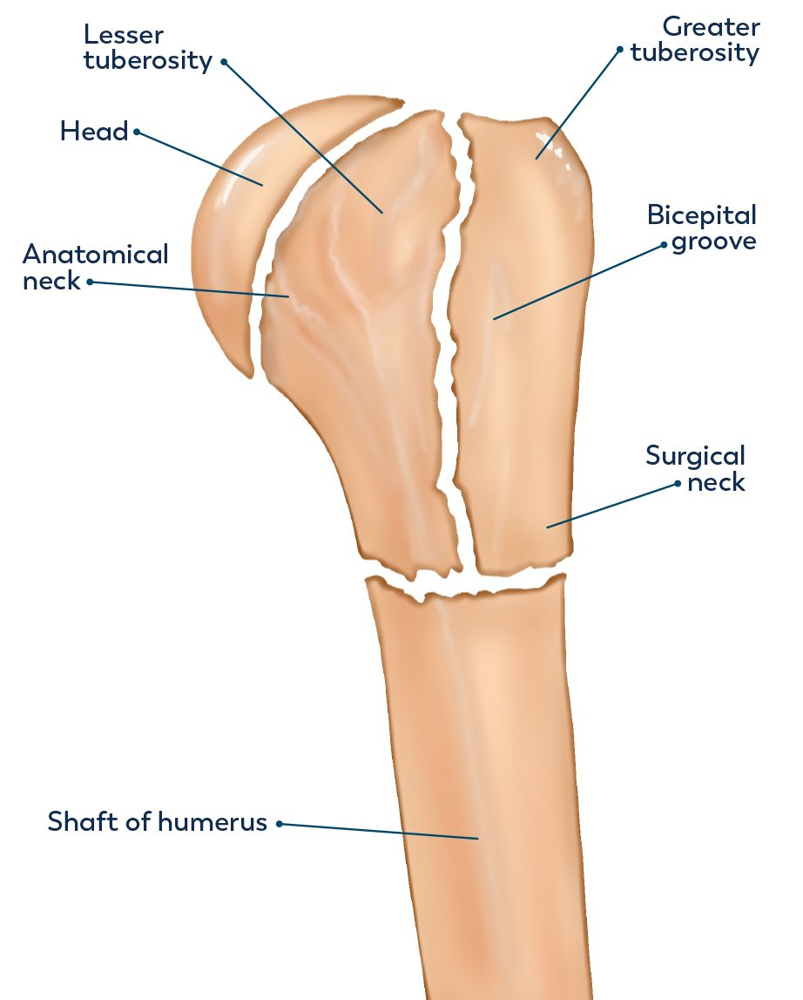 Lesser
tuberosity
Greater
tuberosity
Head
Bicepital
groove
Anatomical
neck
Surgical
neck
Shaft of humerus